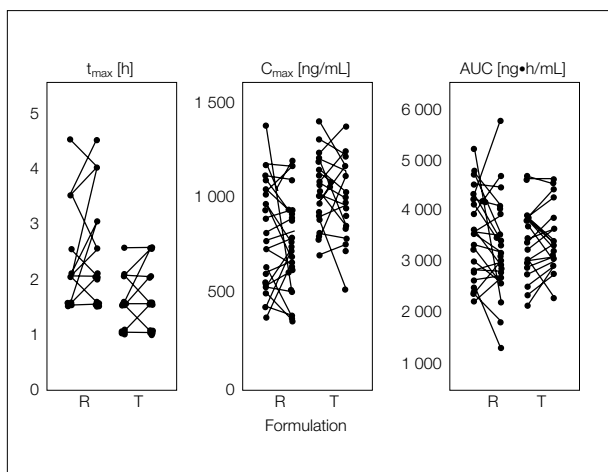 t_max [h]
5
4
3
2
1
0
R T
C_max [ng/mL]
1 500
1 000
500
0
R T
AUC [ng•h/mL]
6 000
5 000
4 000
3 000
2 000
1 000
R T
Formulation